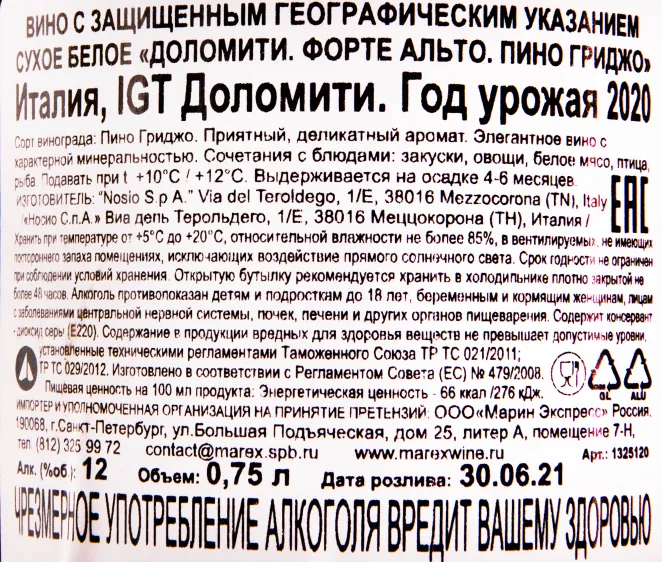 ВИНО С ЗАЩИЩЕННЫМ ГЕОГРАФИЧЕСКИМ УКАЗАНИЕМ
СУХОЕ БЕЛОЕ «ДОЛОМИТИ. ФОРТЕ АЛЬТО. ПИНО ГРИДЖО»
Италия, IGT Доломити. Год урожая 2020
Сорт винограда: Пино Гриджо. Приятный, деликатный аромат. Элегантное вино с
характерной минеральностью. Сочетания с блюдами: закуски, овощи, белое мясо, птица,
рыба. Подавать при t +10°C / +12°C. Выдерживается на осадке 4-6 месяцев.
ИЗГОТОВИТЕЛЬ: "Nosio S.p A." Via del Teroldego, 1/E, 38016 Mezzocorona (TN), Italy
/«Носио С.п.А.» Виа дель Терольдего, 1/Е, 38016 Меццокорона (ТН), Италия /
EAC
Хранить при температуре от +5°С до +20°С, относительной влажности не более 85%, в вентилируемых, не имеющих
постороннего запаха помещениях, исключающих воздействие прямого солнечного света. Срок годности не ограничен
при соблюдении условий хранения. Открытую бутылку рекомендуется хранить в холодильнике плотно закрытой не
более 48 часов. Алкоголь противопоказан детям и подросткам до 18 лет, беременным и кормящим женщинам, лицам
с заболеваниями центральной нервной системы, почек, печени и других органов пищеварения. Содержит консервант
- диоксид серы (Е220). Содержание в продукции вредных для здоровья веществ не превышает допустимые уровни,
установленные техническими регламентами Таможенного Союза ТР ТС 021/2011;
ТР ТС 029/2012. Изготовлено в соответствии с Регламентом Совета (ЕС) № 479/2008.
Пищевая ценность на 100 мл продукта: Энергетическая ценность - 66 ккал /276 кДж.
GL ALU
ИМПОРТЕР И УПОЛНОМОЧЕННАЯ ОРГАНИЗАЦИЯ НА ПРИНЯТИЕ ПРЕТЕНЗИЙ: ООО«Марин Экспресс» Россия,
190068, г.Санкт-Петербург, ул.Большая Подъяческая, дом 25, литер А, помещение 7-Н,
тел. (812) 325 99 72 contact@marex.spb.ru www.marexwine.ru Арт.: 1325120
Алк. (%об.): 12 Объем: 0,75 л Дата розлива: 30.06.21
ЧРЕЗМЕРНОЕ УПОТРЕБЛЕНИЕ АЛКОГОЛЯ ВРЕДИТ ВАШЕМУ ЗДОРОВЬЮ